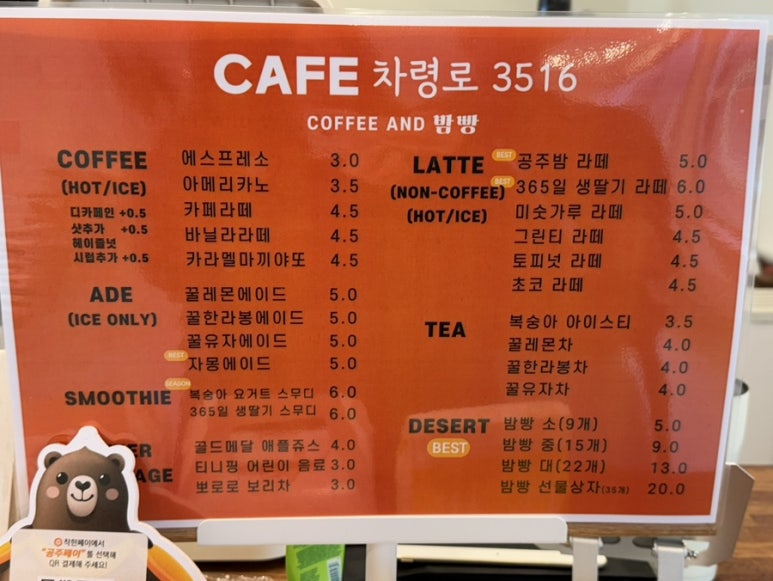 CAFE 차령로 3516
COFFEE AND 밤빵
COFFEE
(HOT/ICE)
디카페인 +0.5
샷추가 +0.5
헤이즐넛
시럽추가 +0.5
에스프레소 3.0
아메리카노 3.5
카페라떼 4.5
바닐라라떼 4.5
카라멜마끼야또 4.5
ADE
(ICE ONLY)
꿀레몬에이드 5.0
꿀한라봉에이드 5.0
꿀유자에이드 5.0
BEST 자몽에이드 5.0
SMOOTHIE
SEASON 복숭아 요거트 스무디 6.0
365일 생딸기 스무디 6.0
골드메달 애플쥬스 4.0
티니핑 어린이 음료 3.0
뽀로로 보리차 3.0
LATTE
(NON-COFFEE)
(HOT/ICE)
BEST 공주밤 라떼 5.0
BEST 365일 생딸기 라떼 6.0
미숫가루 라떼 5.0
그린티 라떼 4.5
토피넛 라떼 4.5
초코 라떼 4.5
TEA
복숭아 아이스티 3.5
꿀레몬차 4.0
꿀한라봉차 4.0
꿀유자차 4.0
DESERT
BEST
밤빵 소(9개) 5.0
밤빵 중(15개) 9.0
밤빵 대(22개) 13.0
밤빵 선물상자(35개) 20.0
착한페이에서
"공주페이"를 선택해
QR 결제해 주세요!